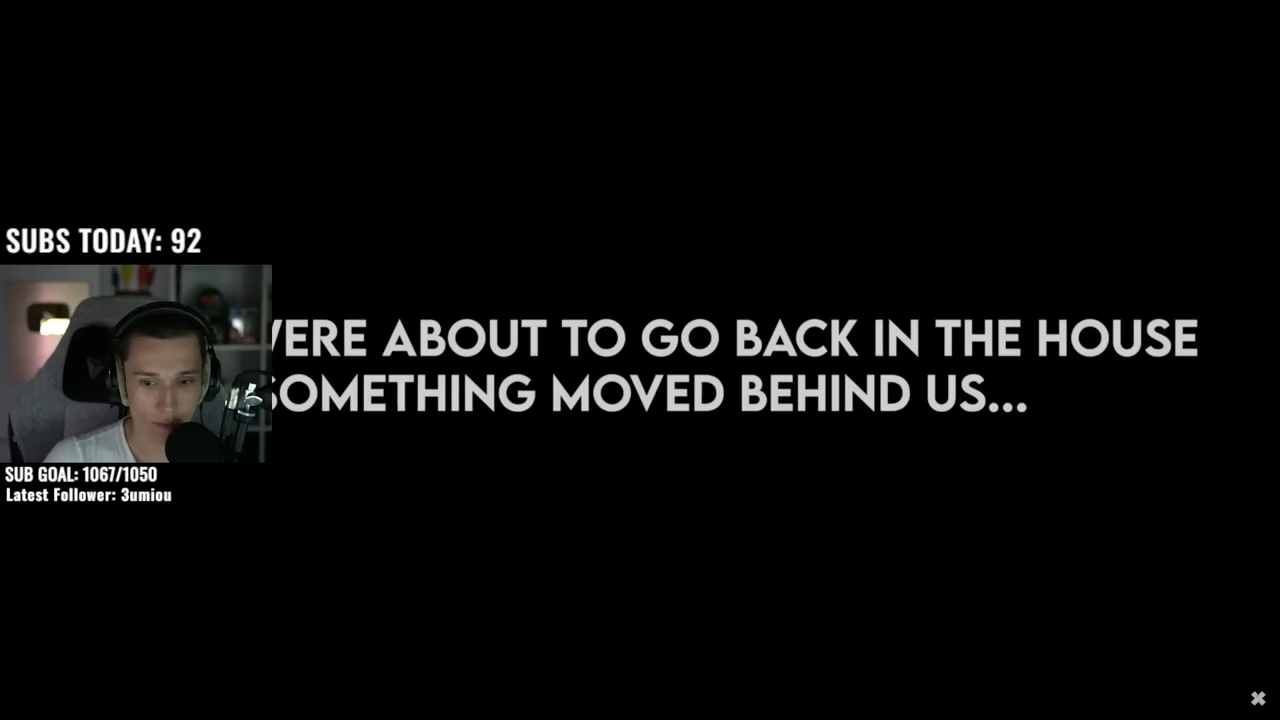 SUBS TODAY: 92
ERE ABOUT TO GO BACK IN THE HOUSE
SOMETHING MOVED BEHIND US...
SUB GOAL: 1067/1050
Latest Follower: 3umiou